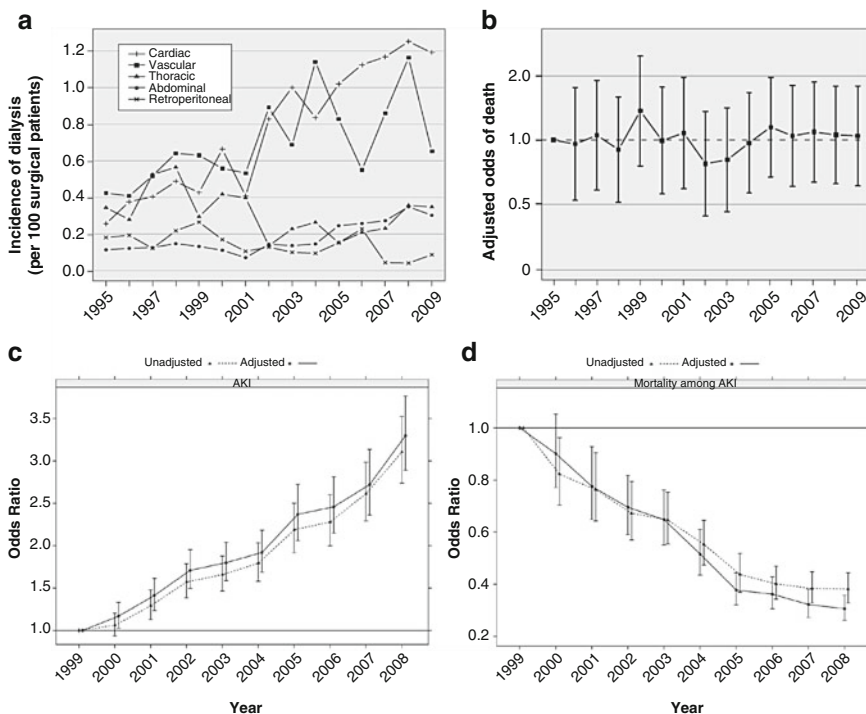 a
Incidence of dialysis
(per 100 surgical patients)
1.2
1.0
0.8
0.6
0.4
0.2
0.0
Cardiac
Vascular
Thoracic
Abdominal
Retroperitoneal
1995
1997
1999
2001
2003
2005
2007
2009
b
Adjusted odds of death
2.0
1.0
0.5
0
1995
1997
1999
2001
2003
2005
2007
2009
c
Unadjusted Adjusted
AKI
Odds Ratio
3.5
3.0
2.5
2.0
1.5
1.0
1999
2000
2001
2002
2003
2004
2005
2006
2007
2008
Year
d
Unadjusted Adjusted
Mortality among AKI
Odds Ratio
1.0
0.8
0.6
0.4
0.2
1999
2000
2001
2002
2003
2004
2005
2006
2007
2008
Year